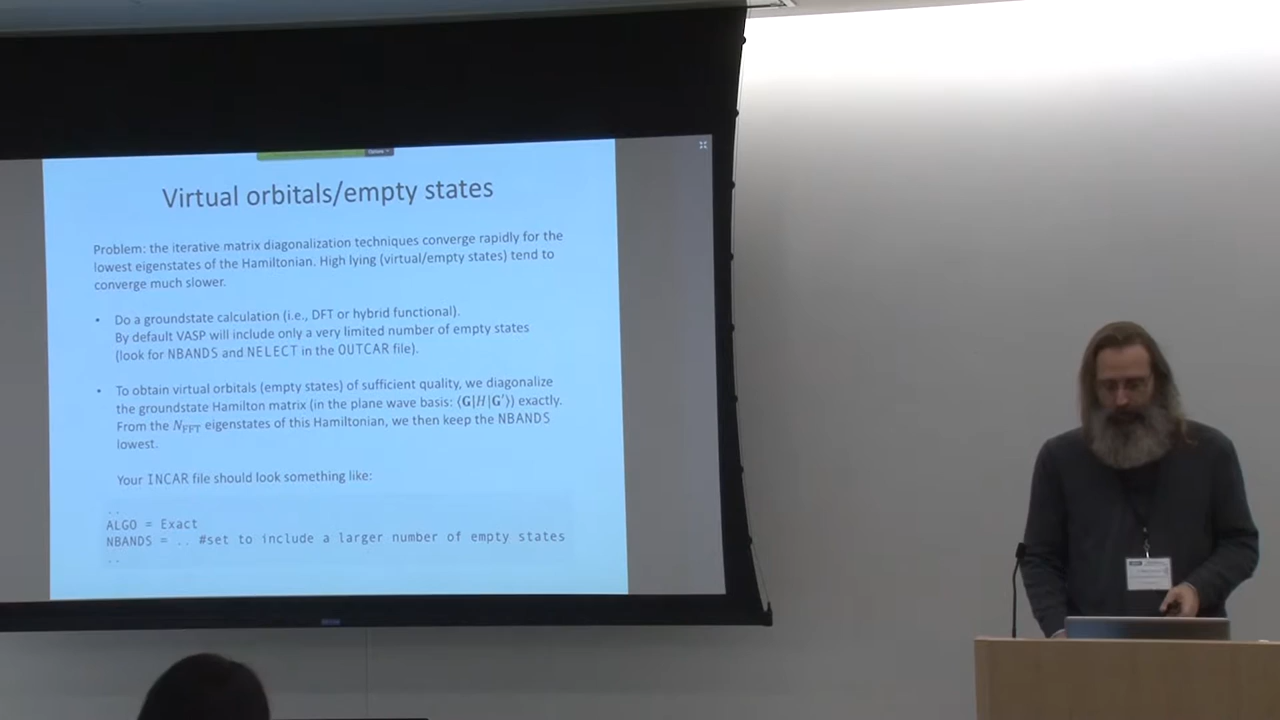 Options
Virtual orbitals/empty states
Problem: the iterative matrix diagonalization techniques converge rapidly for the
lowest eigenstates of the Hamiltonian. High lying (virtual/empty states) tend to
converge much slower.
• Do a groundstate calculation (i.e., DFT or hybrid functional).
By default VASP will include only a very limited number of empty states
(look for NBANDS and NELECT in the OUTCAR file).
• To obtain virtual orbitals (empty states) of sufficient quality, we diagonalize
the groundstate Hamilton matrix (in the plane wave basis: ⟨G|H|G′⟩) exactly.
From the N_FFT eigenstates of this Hamiltonian, we then keep the NBANDS
lowest.
Your INCAR file should look something like:
..
ALGO = Exact
NBANDS = .. #set to include a larger number of empty states
..